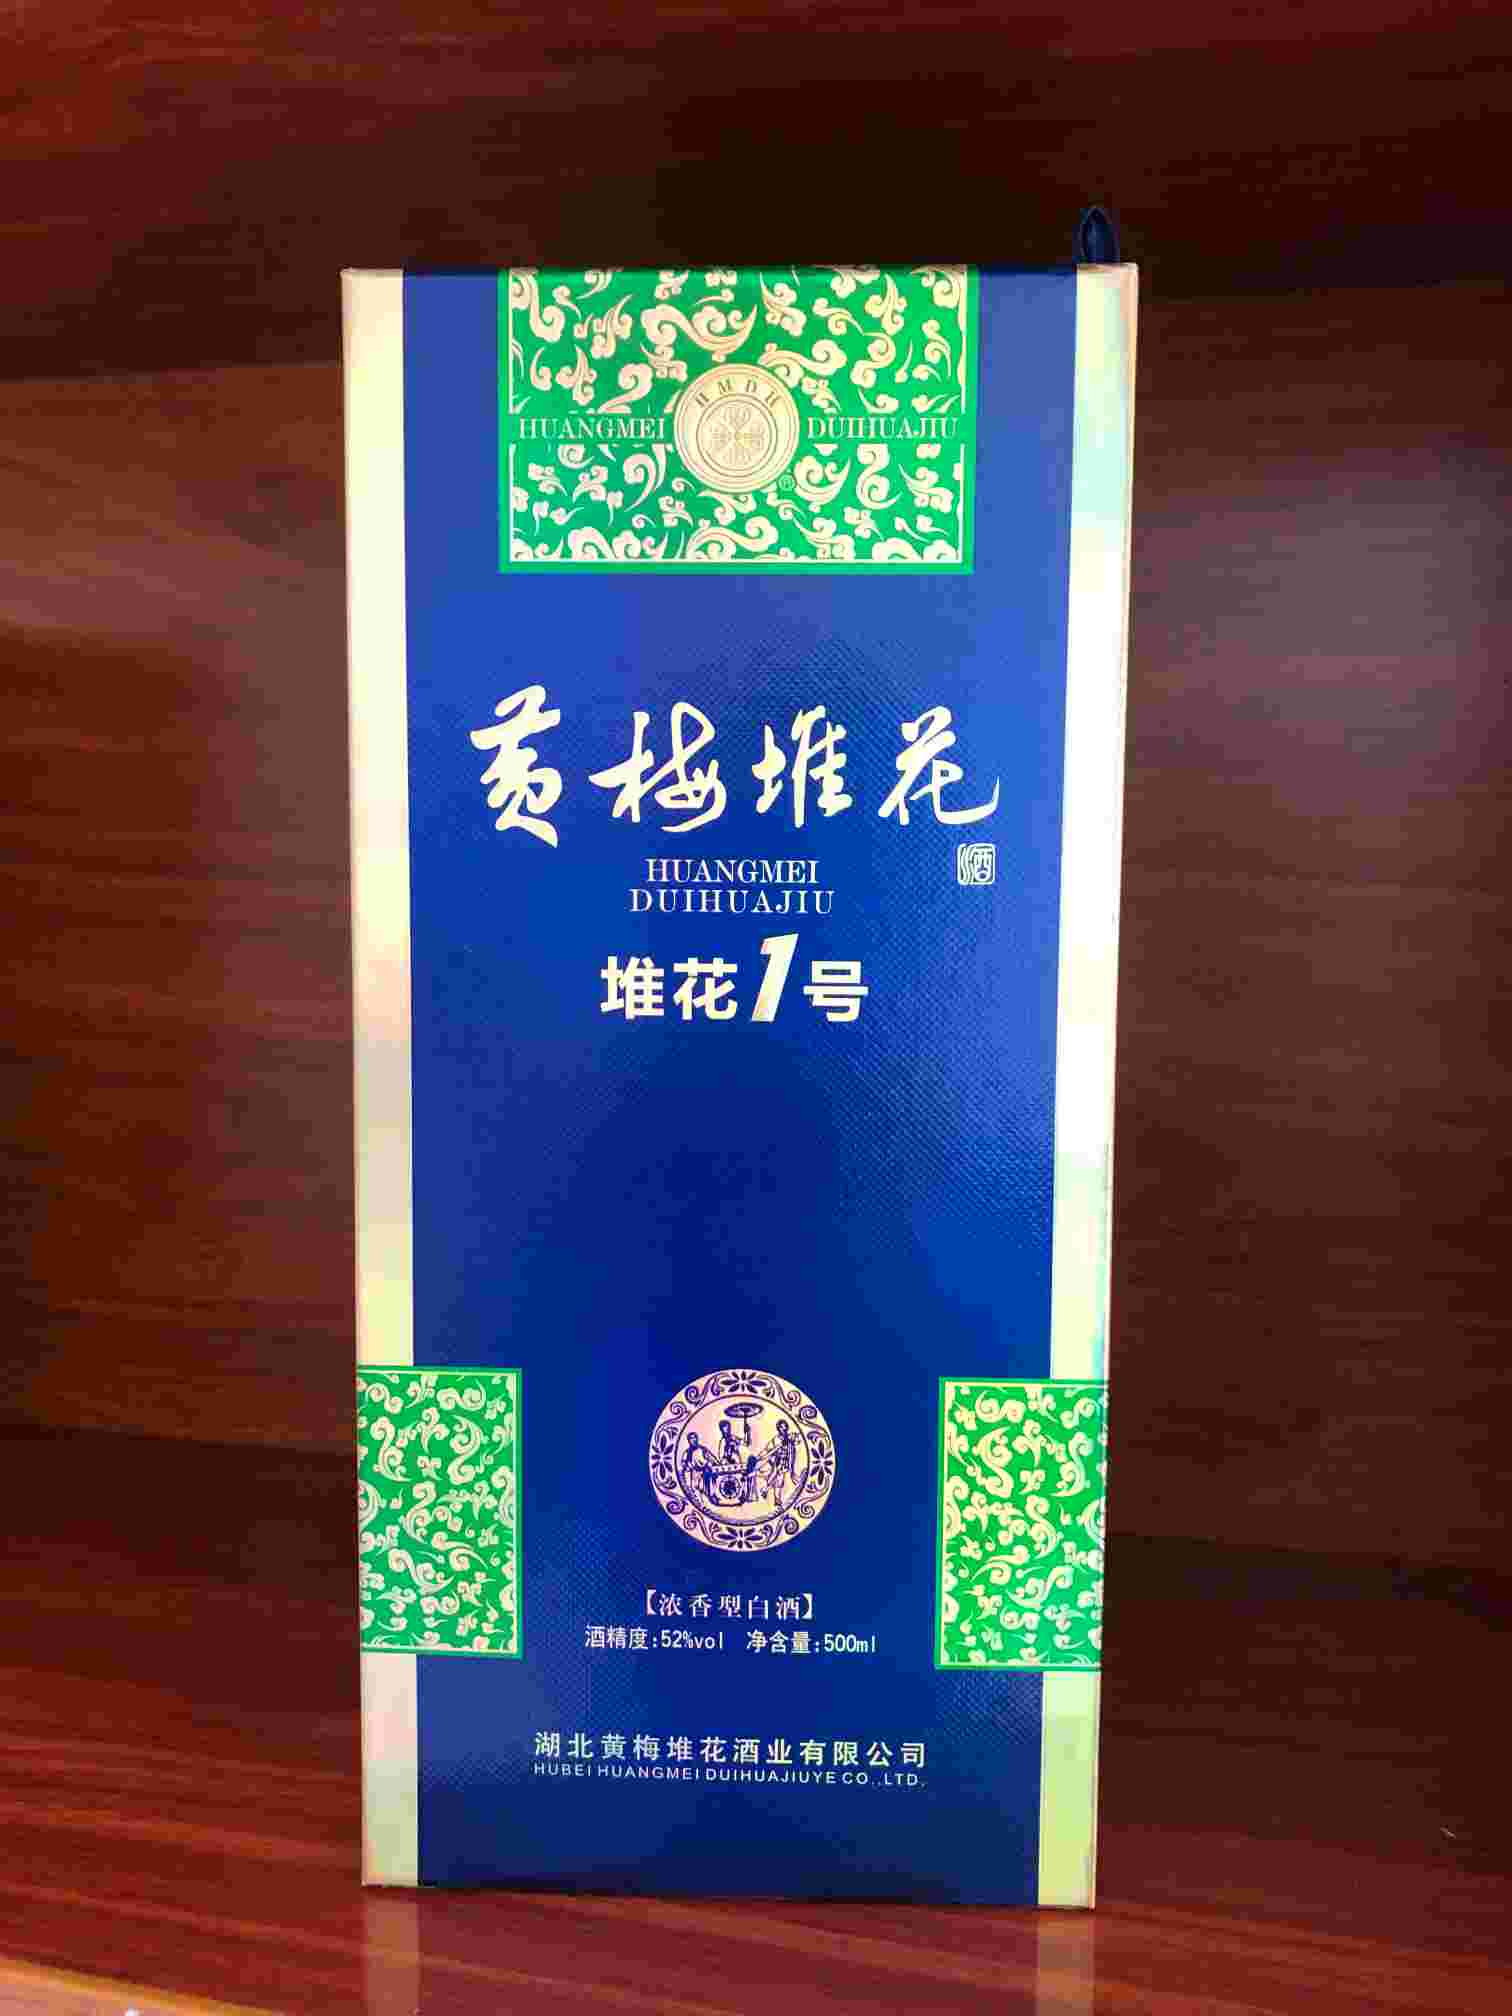 HMDH
HUANGMEI DUIHUAJIU
®
黄梅堆花
酒
HUANGMEI
DUIHUAJIU
堆花1号
【浓香型白酒】
酒精度:52%vol 净含量:500ml
湖北黄梅堆花酒业有限公司
HUBEI HUANGMEI DUIHUAJIUYE CO.,LTD.